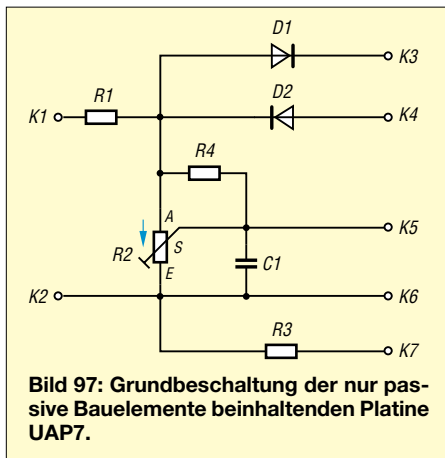 D1
K3
R1
D2
K1
K4
R4
A
K5
S
R2
C1
E
K2
K6
R3
K7
Bild 97: Grundbeschaltung der nur pas-
sive Bauelemente beinhaltenden Platine
UAP7.